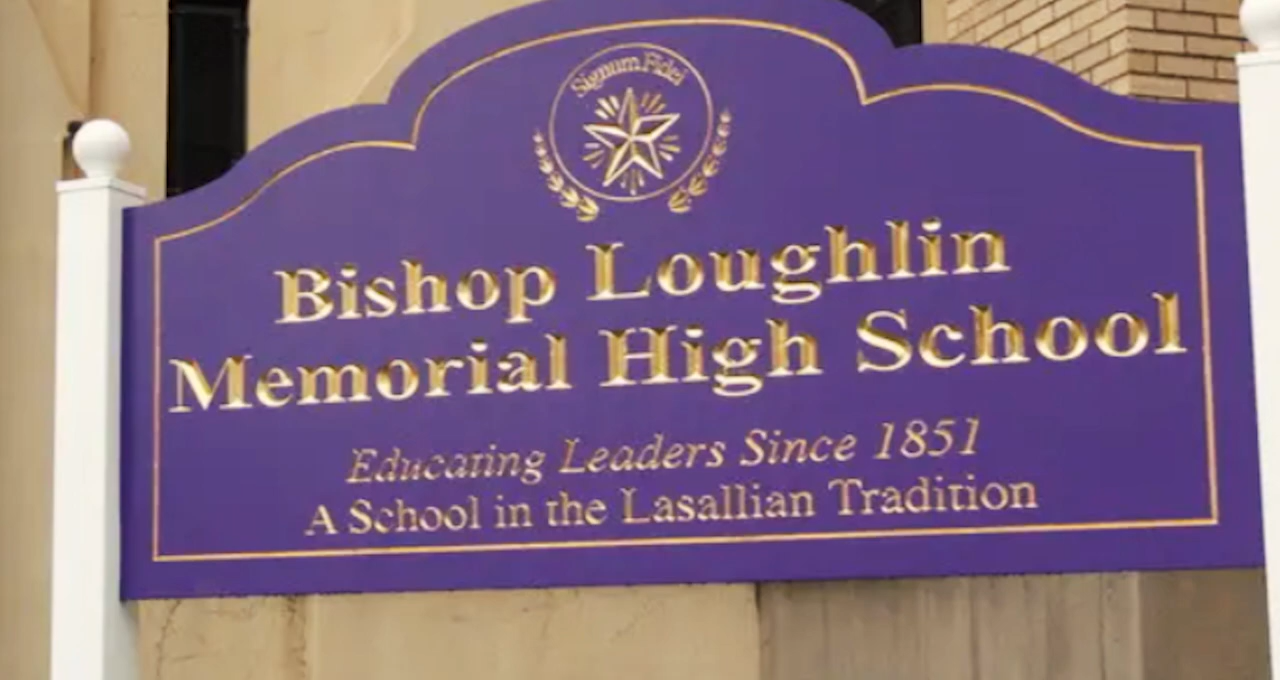 Signum Fidei
Bishop Loughlin
Memorial High School
Educating Leaders Since 1851
A School in the Lasallian Tradition